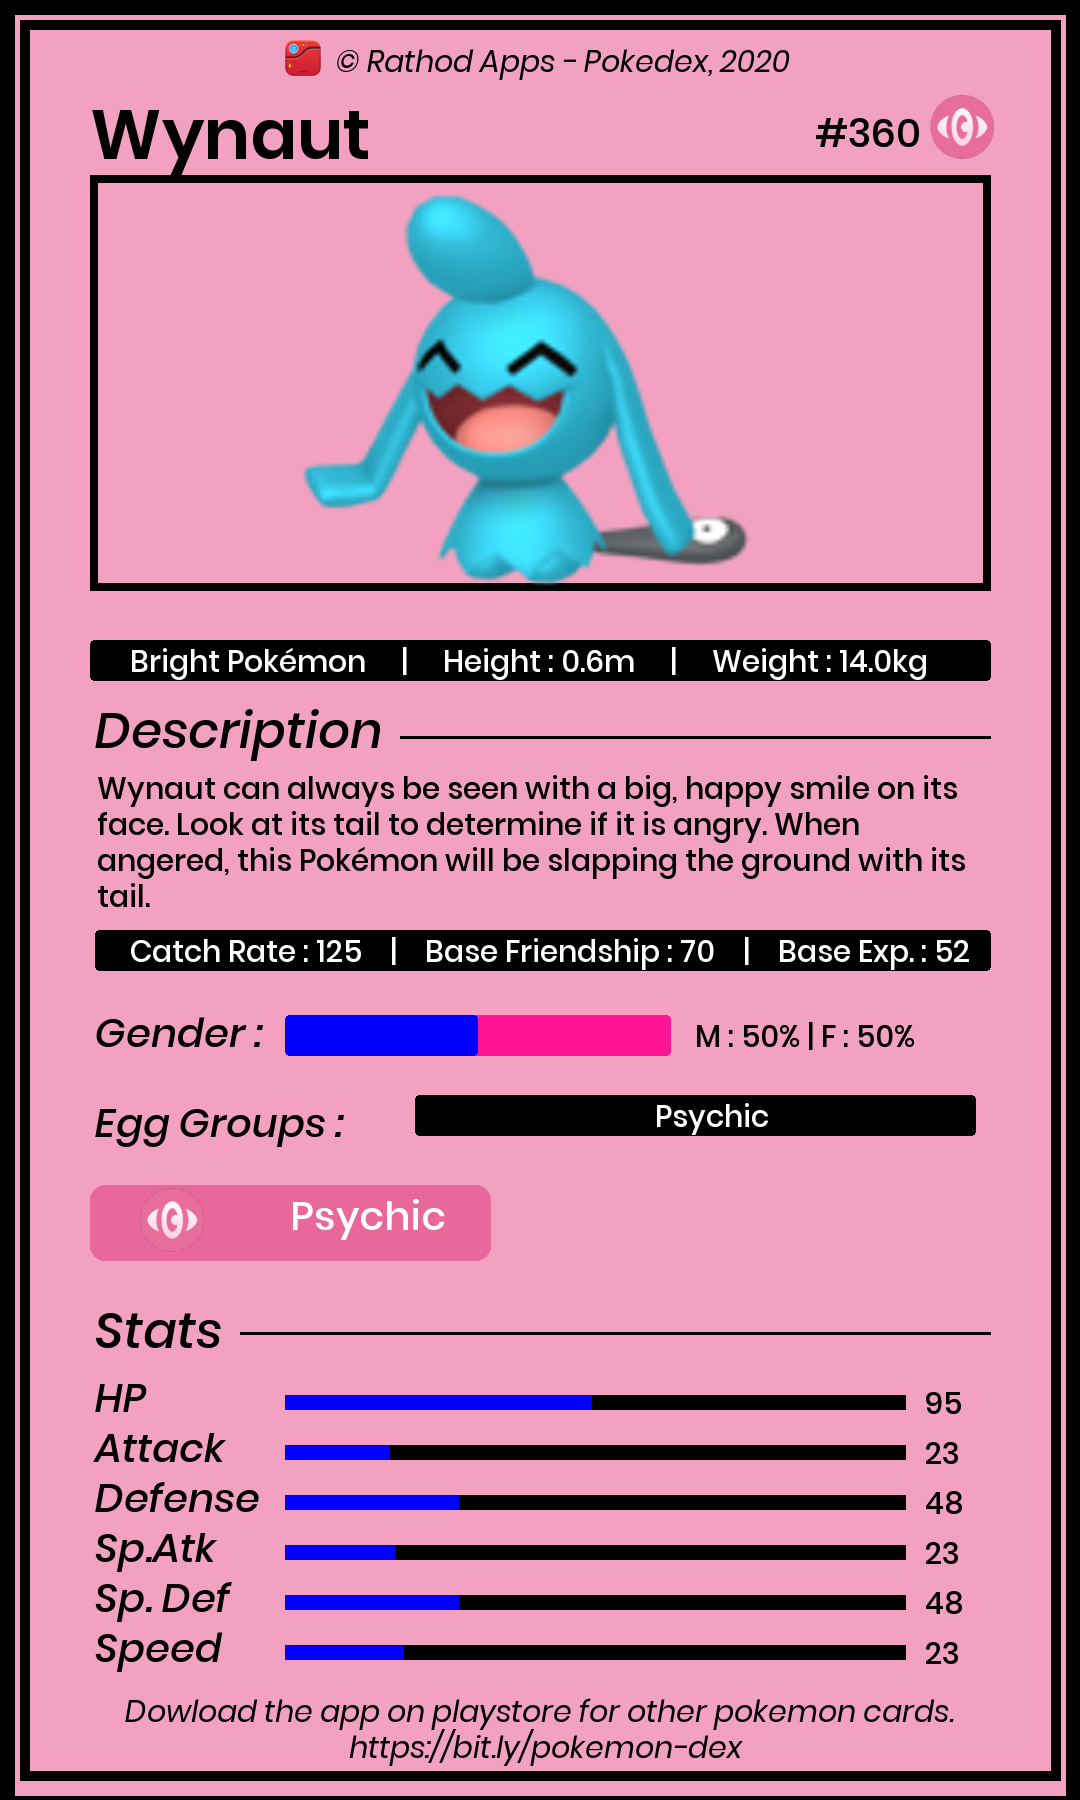 © Rathod Apps - Pokedex, 2020
Wynaut
#360
Bright Pokémon | Height : 0.6m | Weight : 14.0kg
Description
Wynaut can always be seen with a big, happy smile on its
face. Look at its tail to determine if it is angry. When
angered, this Pokémon will be slapping the ground with its
tail.
Catch Rate : 125 | Base Friendship : 70 | Base Exp. : 52
Gender : M : 50% | F : 50%
Egg Groups : Psychic
Psychic
Stats
HP 95
Attack 23
Defense 48
Sp.Atk 23
Sp. Def 48
Speed 23
Dowload the app on playstore for other pokemon cards.
https://bit.ly/pokemon-dex